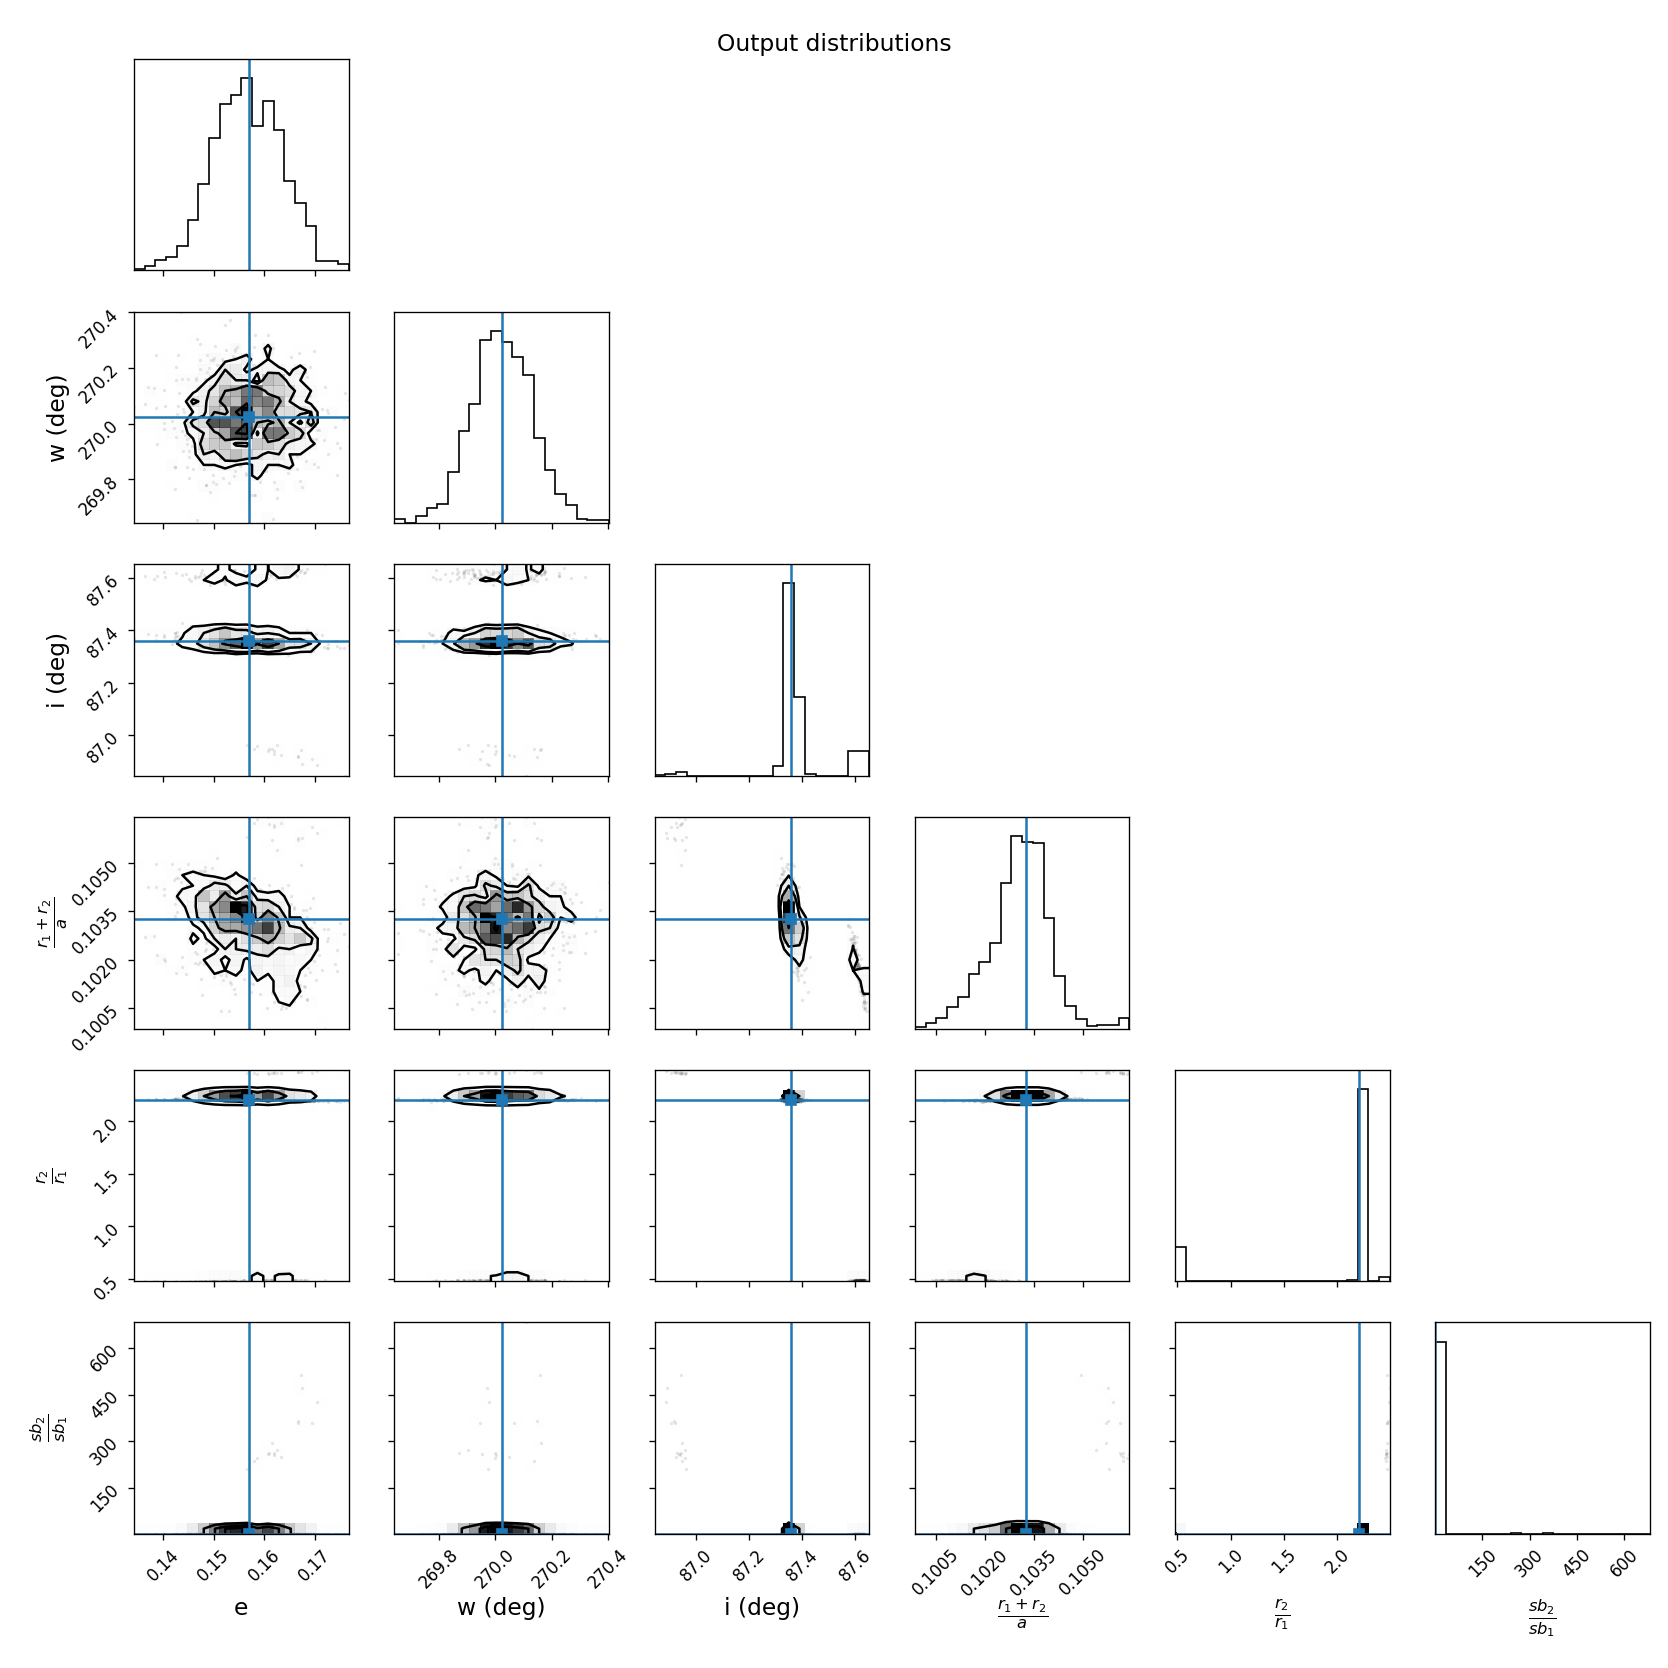 Output distributions
w (deg)
270.4
270.2
270.0
269.8
i (deg)
87.6
87.4
87.2
87.0
r₁ + r₂
a
0.1050
0.1035
0.1020
0.1005
r₂
r₁
2.0
1.5
1.0
0.5
sb₂
sb₁
600
450
300
150
0.14 0.15 0.16 0.17 269.8 270.0 270.2 270.4 87.0 87.2 87.4 87.6 0.1005 0.1020 0.1035 0.1050 0.5 1.0 1.5 2.0 150 300 450 600
e w (deg) i (deg)
r₁ + r₂ r₂ sb₂
a r₁ sb₁